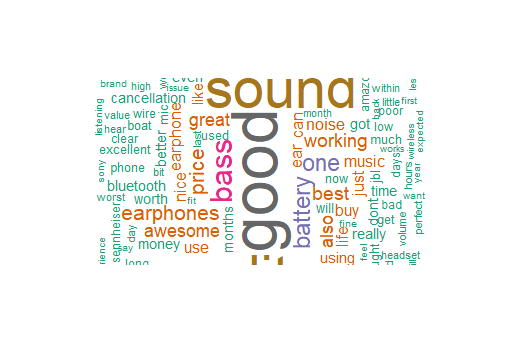 brand
high
issue
cancellation
like
sound
amazon
within
little
first
value
wire
mic
great
month
back
poor
listening
hear
boat
better
earphone
used
good
ear
can
noise
got
low
clear
last
working
much
excellent
price
bass
one
music
days
works
wireless
expected
sony
phone
bit
nice
battery
now
just
jbl
hours
year
bluetooth
worst
worth
fit
best
time
want
earphones
months
will
buy
dont
bad
perfect
sennheiser
day
awesome
also
fine
life
get
volume
say
money
use
really
feel
headset
long
using